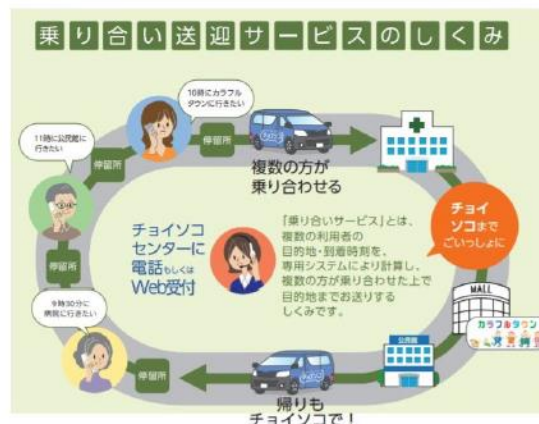 乗り合い送迎サービスのしくみ
10時にカラフル
タウンに行きたい
11時に公民館に
行きたい
停留所
停留所
複数の方が
乗り合わせる
チョイ
ソコまで
ごいっしょに
チョイソコ
センターに
電話もしくは
Web受付
「乗り合いサービス」とは、
複数の利用者の
目的地・到着時刻を、
専用システムにより計算し、
複数の方が乗り合わせた上で
目的地までお送りする
しくみです。
停留所
9時30分に
病院に行きたい
停留所
MALL
カラフルタウン
公民館
帰りも
チョイソコで！